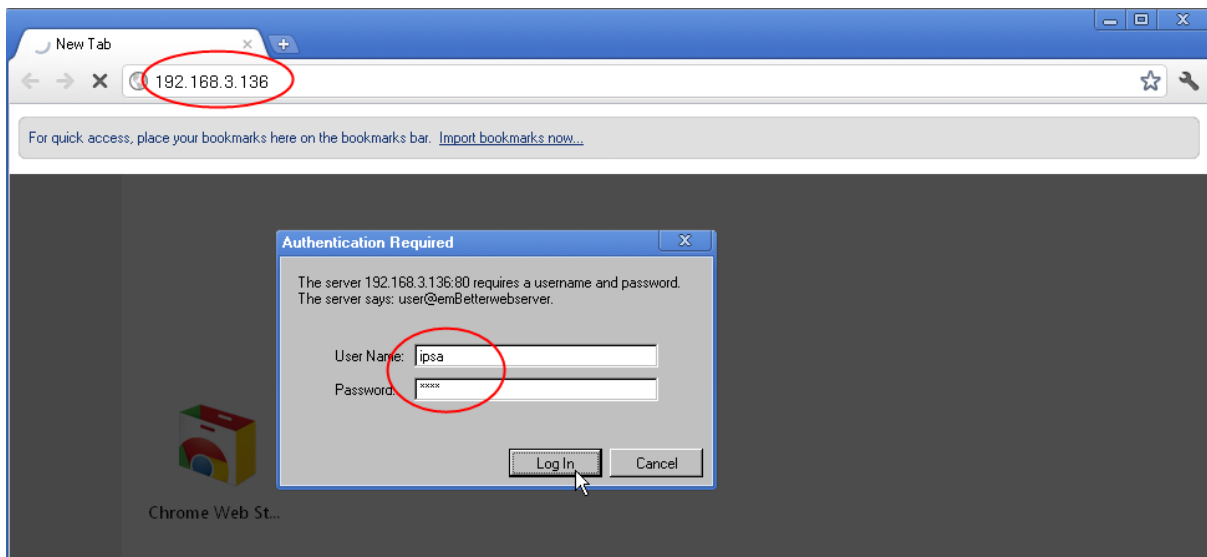 New Tab
192.168.3.136
For quick access, place your bookmarks here on the bookmarks bar. Import bookmarks now...
Authentication Required
The server 192.168.3.136:80 requires a username and password.
The server says: user@emBetterwebserver.
User Name: ipsa
Password: ****
Log In Cancel
Chrome Web St...